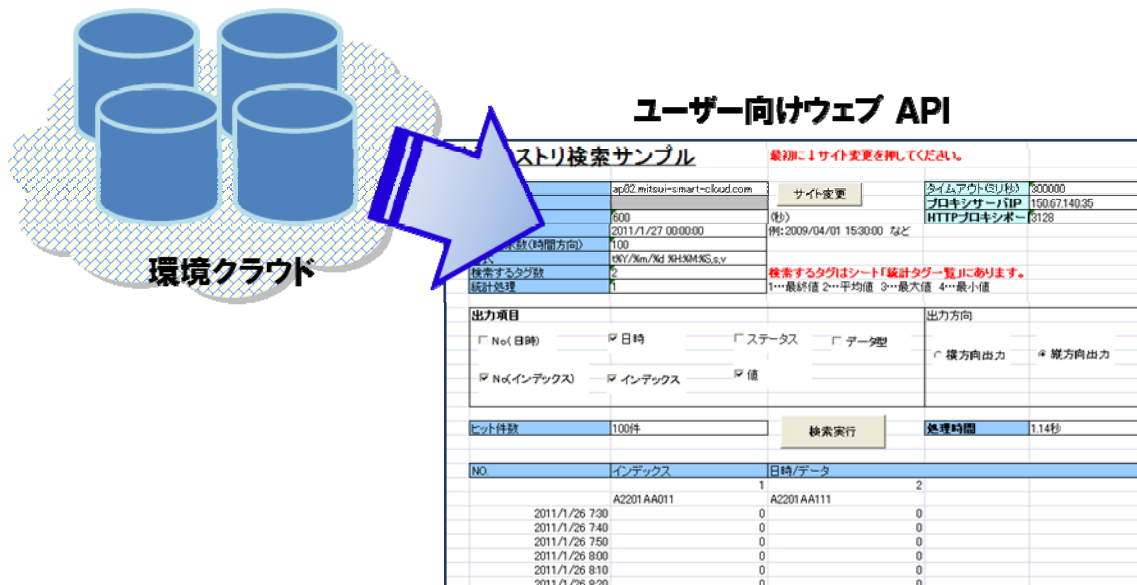 環境クラウド
ユーザー向けウェブ API
ストリ検索サンプル
最初に↓サイト変更を押してください。
ap02.mitsui-smart-cloud.com
サイト変更
タイムアウト(ミリ秒) 300000
プロキシサーバIP 150.67.140.35
600 (秒) HTTPプロキシポー 3128
2011/1/27 00:00:00 例:2009/04/01 15:30:00 など
数(時間方向) 100
式 t%Y/%m/%d %H:%M:%S,s,v
検索するタグ数 2 検索するタグはシート「統計タグ一覧」にあります。
統計処理 1 1…最終値 2…平均値 3…最大値 4…最小値
出力項目 出力方向
No(日時) 日時 ステータス データ型
横方向出力 縦方向出力
No(インデックス) インデックス 値
ヒット件数 100件 検索実行 処理時間 1.14秒
NO. インデックス 日時/データ
1 2
A2201AA011 A2201AA111
2011/1/26 7:30 0 0
2011/1/26 7:40 0 0
2011/1/26 7:50 0 0
2011/1/26 8:00 0 0
2011/1/26 8:10 0 0
2011/1/26 8:20 0 0